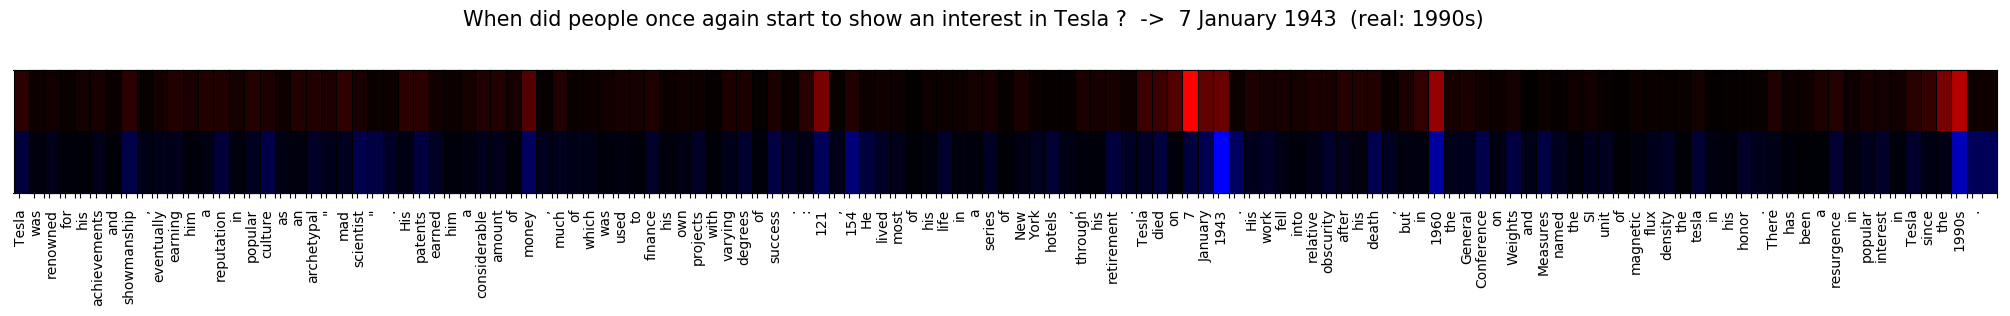 When did people once again start to show an interest in Tesla ? -> 7 January 1943 (real: 1990s)
Tesla was renowned for his achievements and showmanship , eventually earning him a reputation in popular culture as an archetypal " mad scientist " . His patents earned him a considerable amount of money , much of which was used to finance his own projects with varying degrees of success . : 121 , 154 He lived most of his life in a series of New York hotels , through his retirement . Tesla died on 7 January 1943 . His work fell into relative obscurity after his death , but in 1960 the General Conference on Weights and Measures named the SI unit of magnetic flux density the tesla in his honor . There has been a resurgence in popular interest in Tesla since the 1990s .